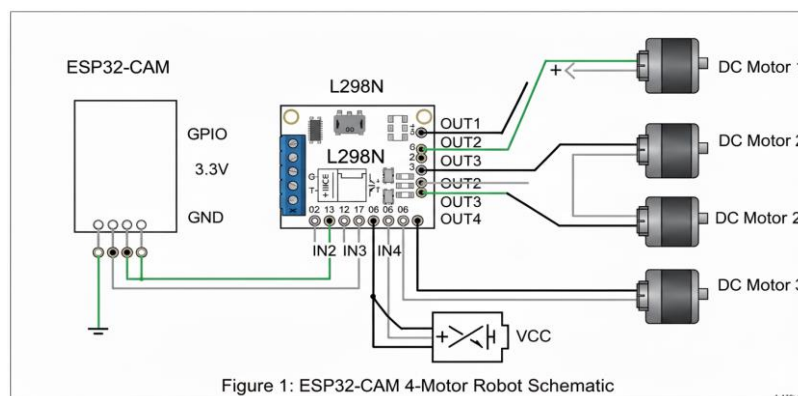 ESP32-CAM
GPIO
3.3V
GND
L298N
L298N
OUT1
OUT2
OUT3
OUT2
OUT3
OUT4
02 13 12 17 06 06 06
IN2 IN3 IN4
DC Motor 1
DC Motor 2
DC Motor 2
DC Motor 3
+
VCC
Figure 1: ESP32-CAM 4-Motor Robot Schematic